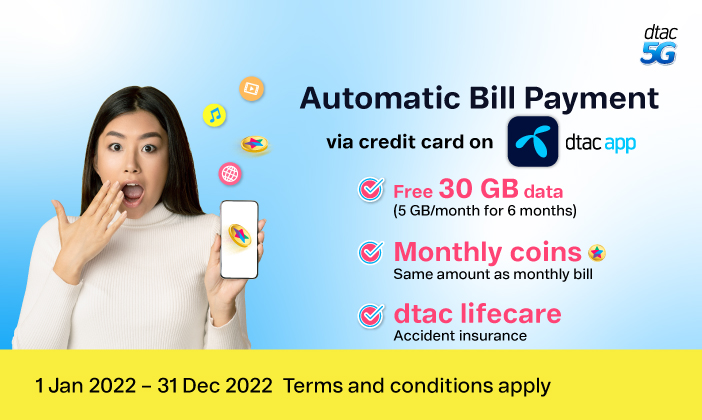 dtac
5G
Automatic Bill Payment
via credit card on dtac app
Free 30 GB data
(5 GB/month for 6 months)
Monthly coins
Same amount as monthly bill
dtac lifecare
Accident insurance
1 Jan 2022 – 31 Dec 2022 Terms and conditions apply